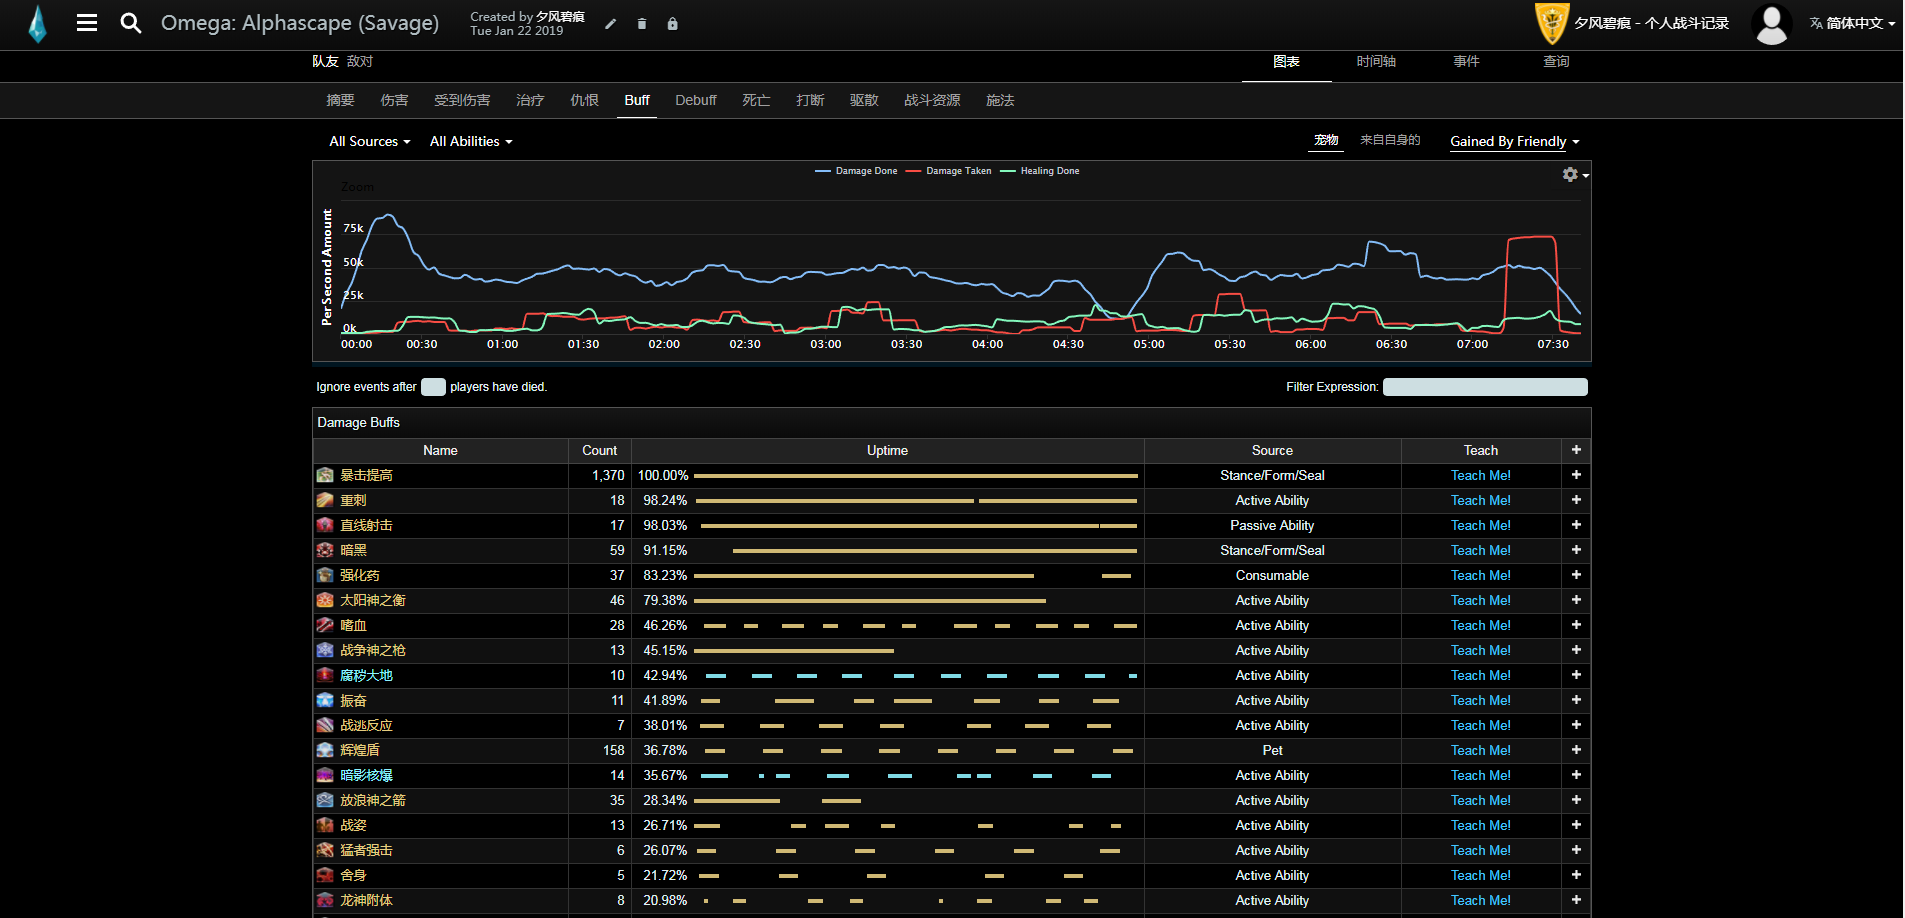 Omega: Alphascape (Savage)
Created by 夕风碧痕
Tue Jan 22 2019
夕风碧痕 - 个人战斗记录
简体中文
队友 敌对
图表 时间轴 事件 查询
摘要 伤害 受到伤害 治疗 仇恨 Buff Debuff 死亡 打断 驱散 战斗资源 施法
All Sources All Abilities
宠物 来自自身的 Gained By Friendly
Damage Done Damage Taken Healing Done
Zoom
Per Second Amount
75k
50k
25k
0k
00:00 00:30 01:00 01:30 02:00 02:30 03:00 03:30 04:00 04:30 05:00 05:30 06:00 06:30 07:00 07:30
Ignore events after players have died.
Filter Expression:
Damage Buffs
Name Count Uptime Source Teach +
暴击提高 1,370 100.00% Stance/Form/Seal Teach Me! +
重刺 18 98.24% Active Ability Teach Me! +
直线射击 17 98.03% Passive Ability Teach Me! +
暗黑 59 91.15% Stance/Form/Seal Teach Me! +
强化药 37 83.23% Consumable Teach Me! +
太阳神之衡 46 79.38% Active Ability Teach Me! +
嗜血 28 46.26% Active Ability Teach Me! +
战争神之枪 13 45.15% Active Ability Teach Me! +
腐秽大地 10 42.94% Active Ability Teach Me! +
振奋 11 41.89% Active Ability Teach Me! +
战逃反应 7 38.01% Active Ability Teach Me! +
辉煌盾 158 36.78% Pet Teach Me! +
暗影核爆 14 35.67% Active Ability Teach Me! +
放浪神之箭 35 28.34% Active Ability Teach Me! +
战姿 13 26.71% Active Ability Teach Me! +
猛者强击 6 26.07% Active Ability Teach Me! +
舍身 5 21.72% Active Ability Teach Me! +
龙神附体 8 20.98% Active Ability Teach Me! +